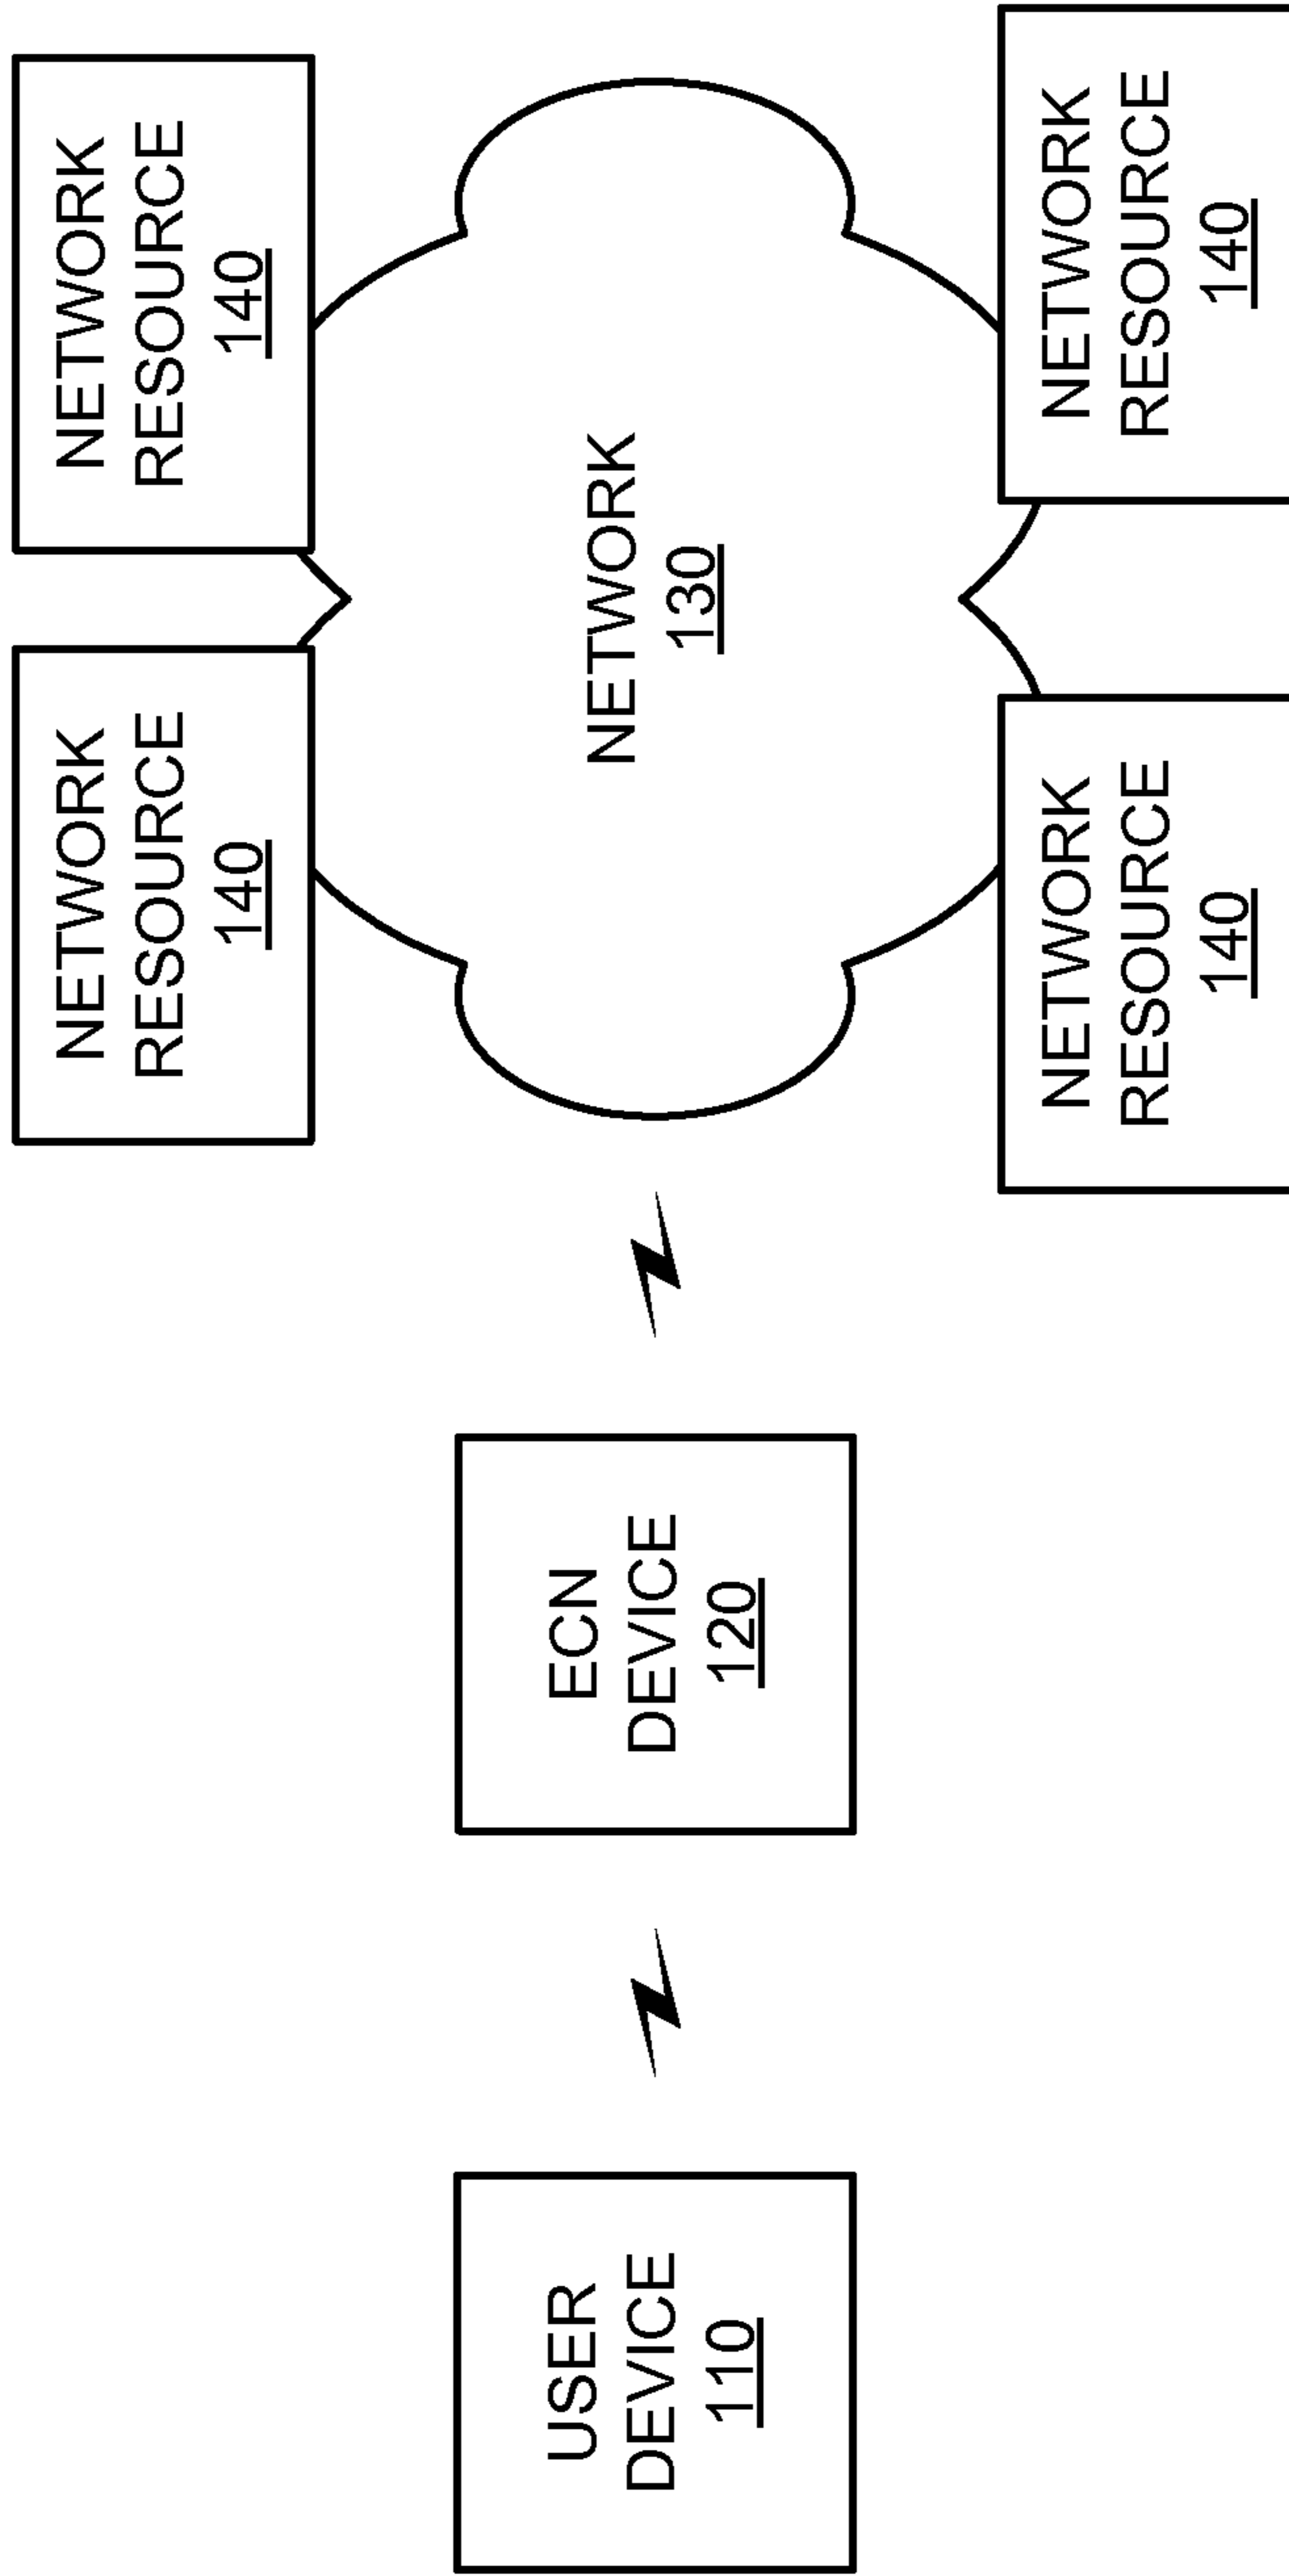 NETWORK
RESOURCE
140
NETWORK
RESOURCE
140
USER
DEVICE
110
ECN
DEVICE
120
NETWORK
130
NETWORK
RESOURCE
140
NETWORK
RESOURCE
140